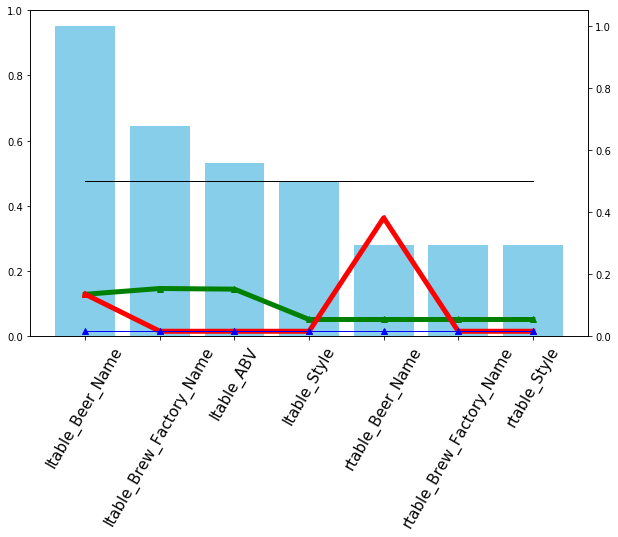 1.0
0.8
0.6
0.4
0.2
0.0
1.0
0.8
0.6
0.4
0.2
0.0
ltable_Beer_Name
ltable_Brew_Factory_Name
ltable_ABV
ltable_Style
rtable_Beer_Name
rtable_Brew_Factory_Name
rtable_Style